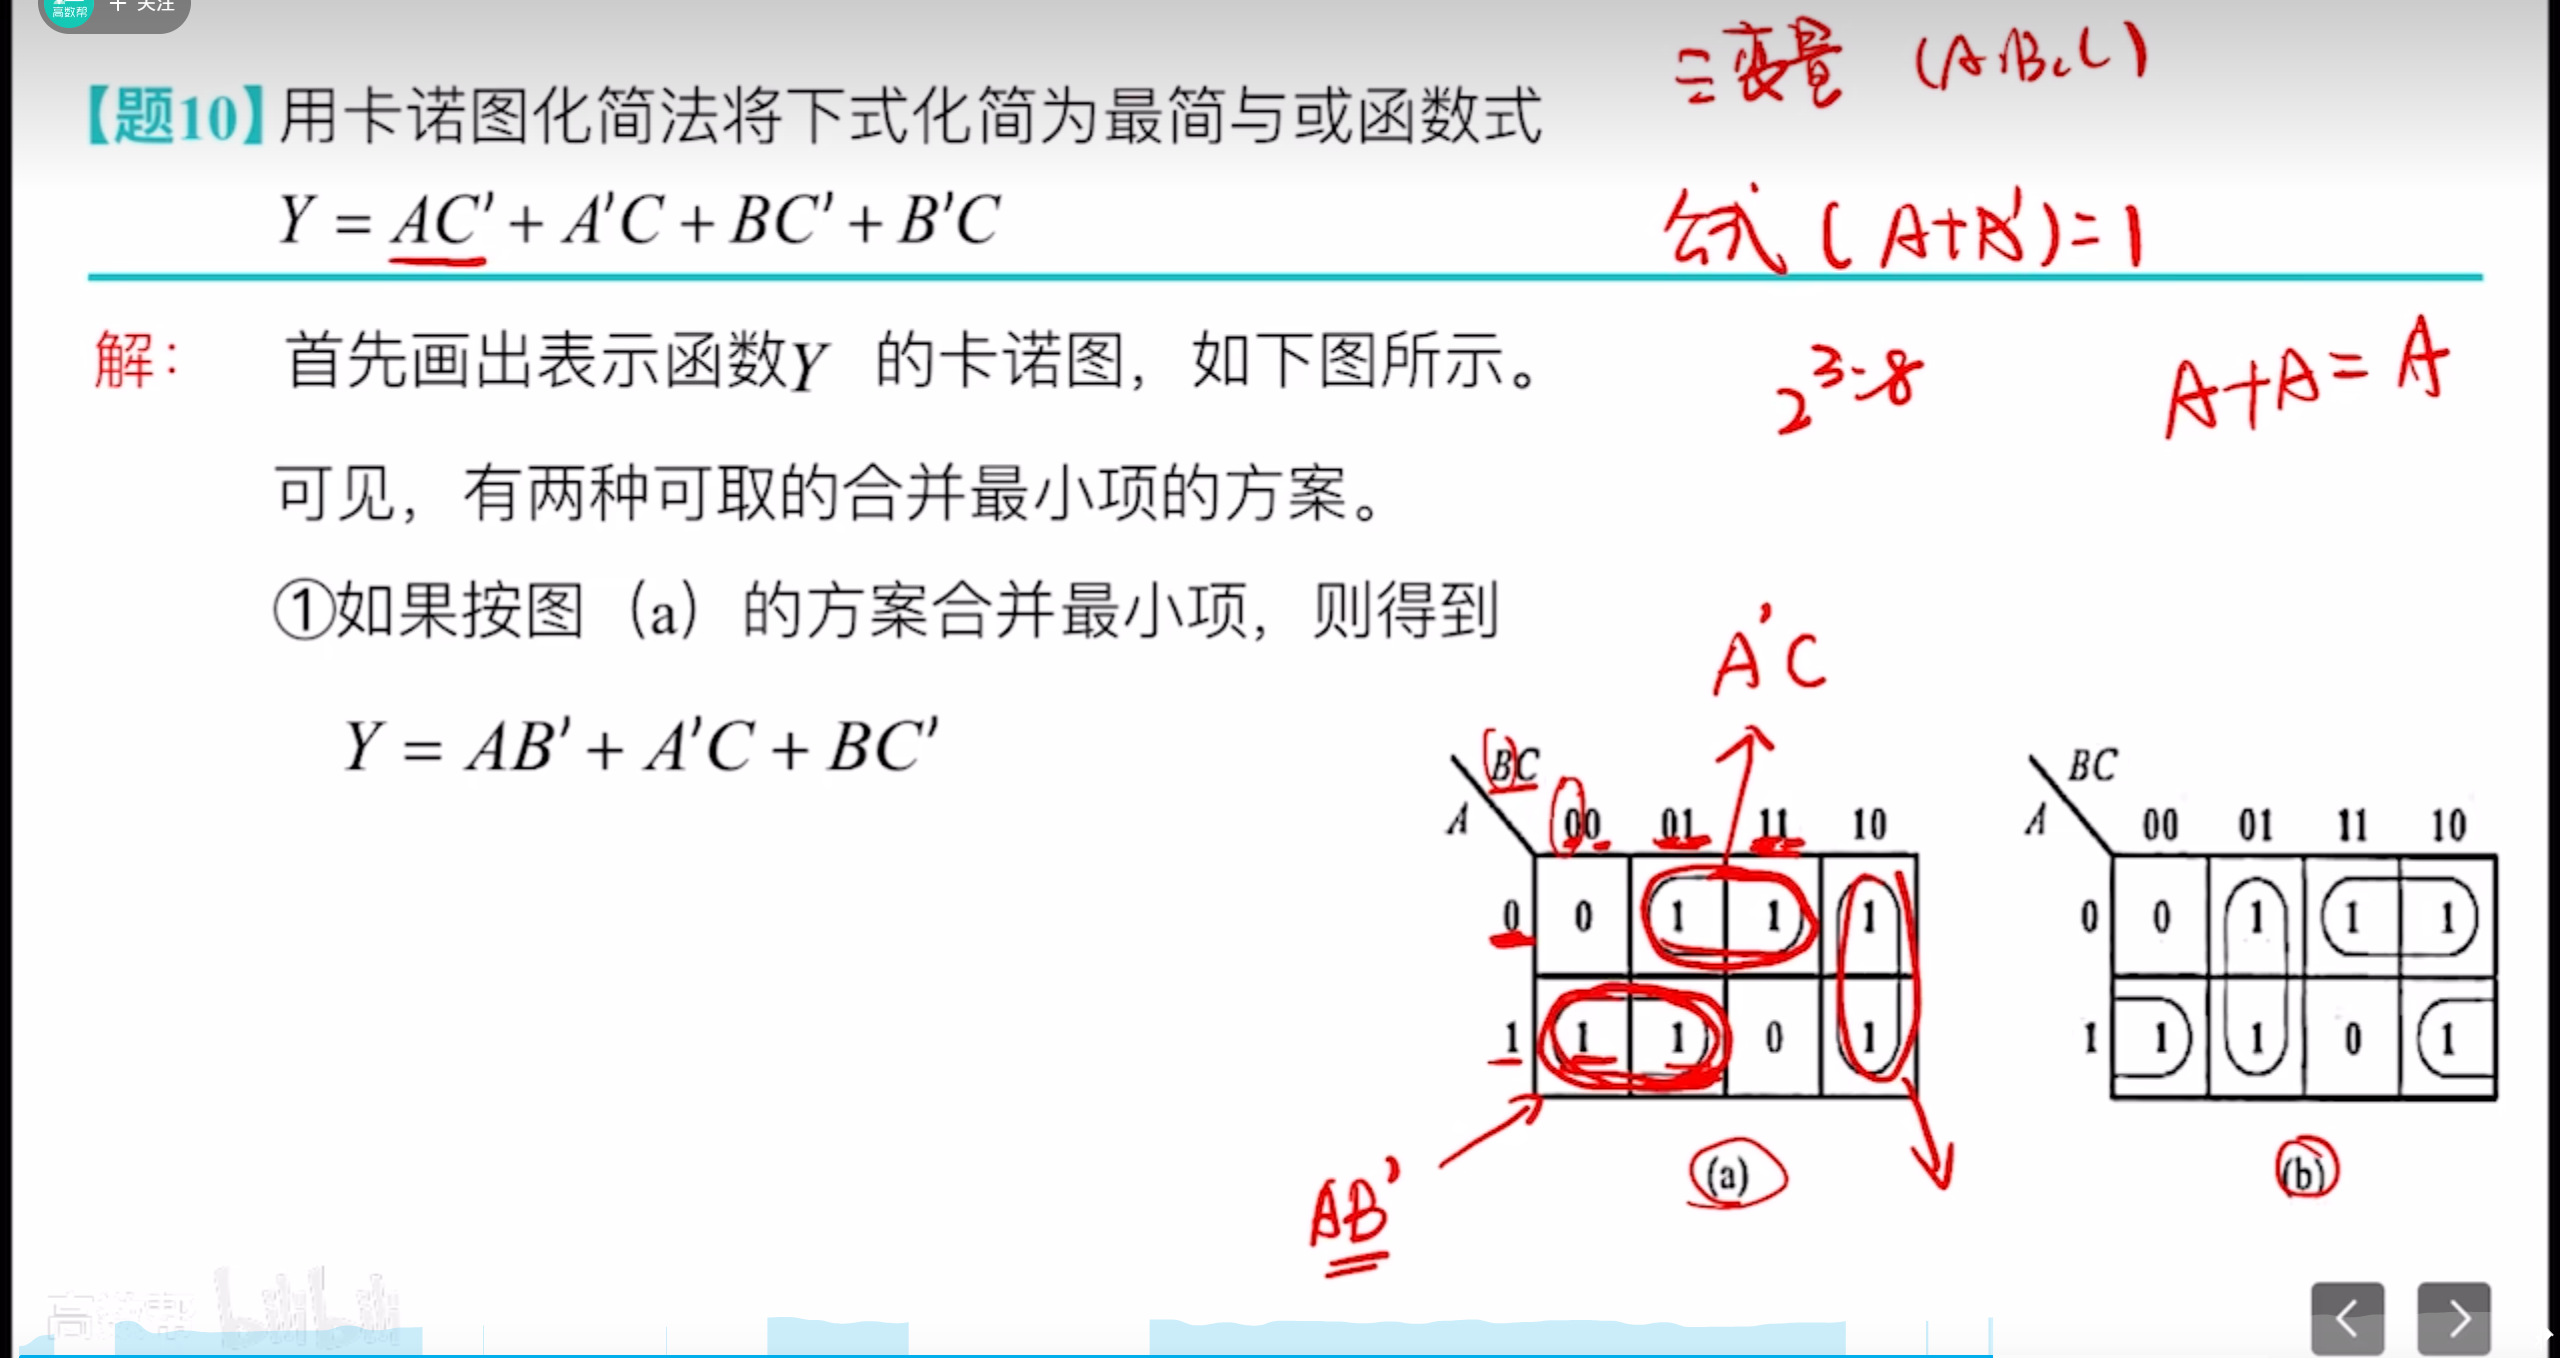 高数帮 + 关注
三变量 (A.B.C)
【题10】用卡诺图化简法将下式化简为最简与或函数式
Y = AC' + A'C + BC' + B'C
公式 (A+A')=1
解： 首先画出表示函数Y 的卡诺图，如下图所示。
2³=8
A+A=A
可见，有两种可取的合并最小项的方案。
①如果按图（a）的方案合并最小项，则得到
A'C
Y = AB' + A'C + BC'
BC
A 00 01 11 10
0 0 1 1 1
1 1 1 0 1
AB'
(a)
BC
A 00 01 11 10
0 0 1 1 1
1 1 1 0 1
(b)
高数帮 bilibili